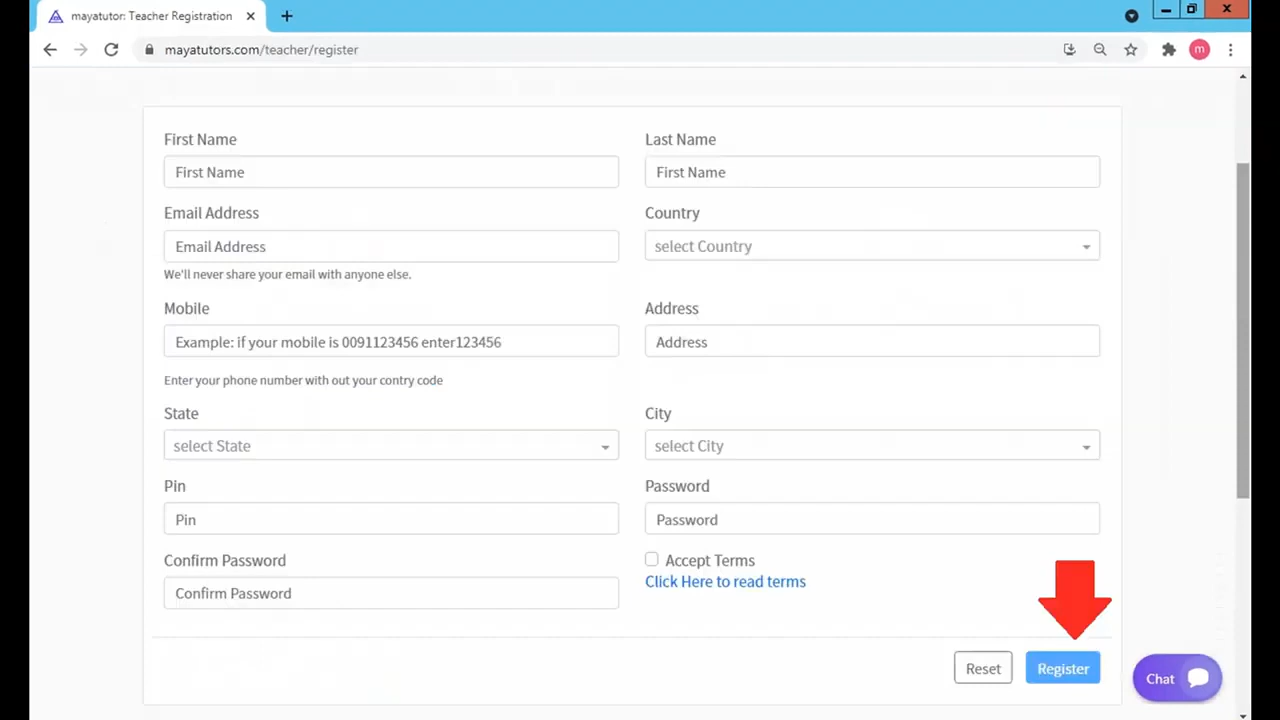 mayatutor: Teacher Registration
mayatutors.com/teacher/register
m
First Name
Last Name
First Name
First Name
Email Address
Country
Email Address
select Country
We'll never share your email with anyone else.
Mobile
Address
Example: if your mobile is 0091123456 enter123456
Address
Enter your phone number with out your contry code
State
City
select State
select City
Pin
Password
Pin
Password
Confirm Password
Accept Terms
Click Here to read terms
Confirm Password
Reset
Register
Chat